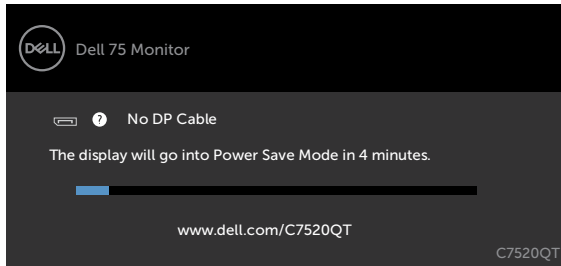 DELL
Dell 75 Monitor
? No DP Cable
The display will go into Power Save Mode in 4 minutes.
www.dell.com/C7520QT
C7520QT